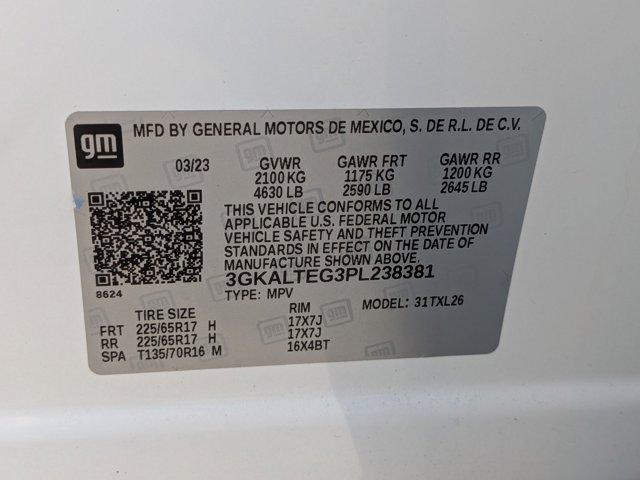 gm
MFD BY GENERAL MOTORS DE MEXICO, S. DE R.L. DE C.V.
03/23 GVWR GAWR FRT GAWR RR
2100 KG 1175 KG 1200 KG
4630 LB 2590 LB 2645 LB
THIS VEHICLE CONFORMS TO ALL
APPLICABLE U.S. FEDERAL MOTOR
VEHICLE SAFETY AND THEFT PREVENTION
STANDARDS IN EFFECT ON THE DATE OF
MANUFACTURE SHOWN ABOVE.
3GKALTEG3PL238381
8624
TYPE: MPV MODEL: 31TXL26
TIRE SIZE RIM
FRT 225/65R17 H 17X7J
RR 225/65R17 H 17X7J
SPA T135/70R16 M 16X4BT